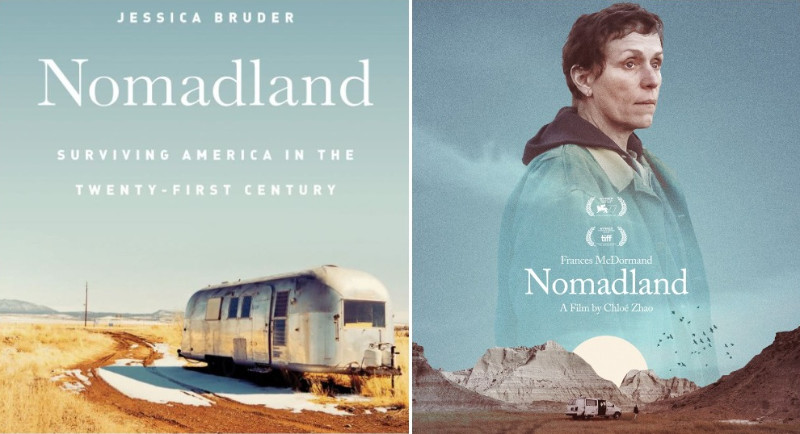 JESSICA BRUDER
Nomadland
SURVIVING AMERICA IN THE
TWENTY-FIRST CENTURY
tiff
Frances McDormand
Nomadland
A Film by Chloé Zhao